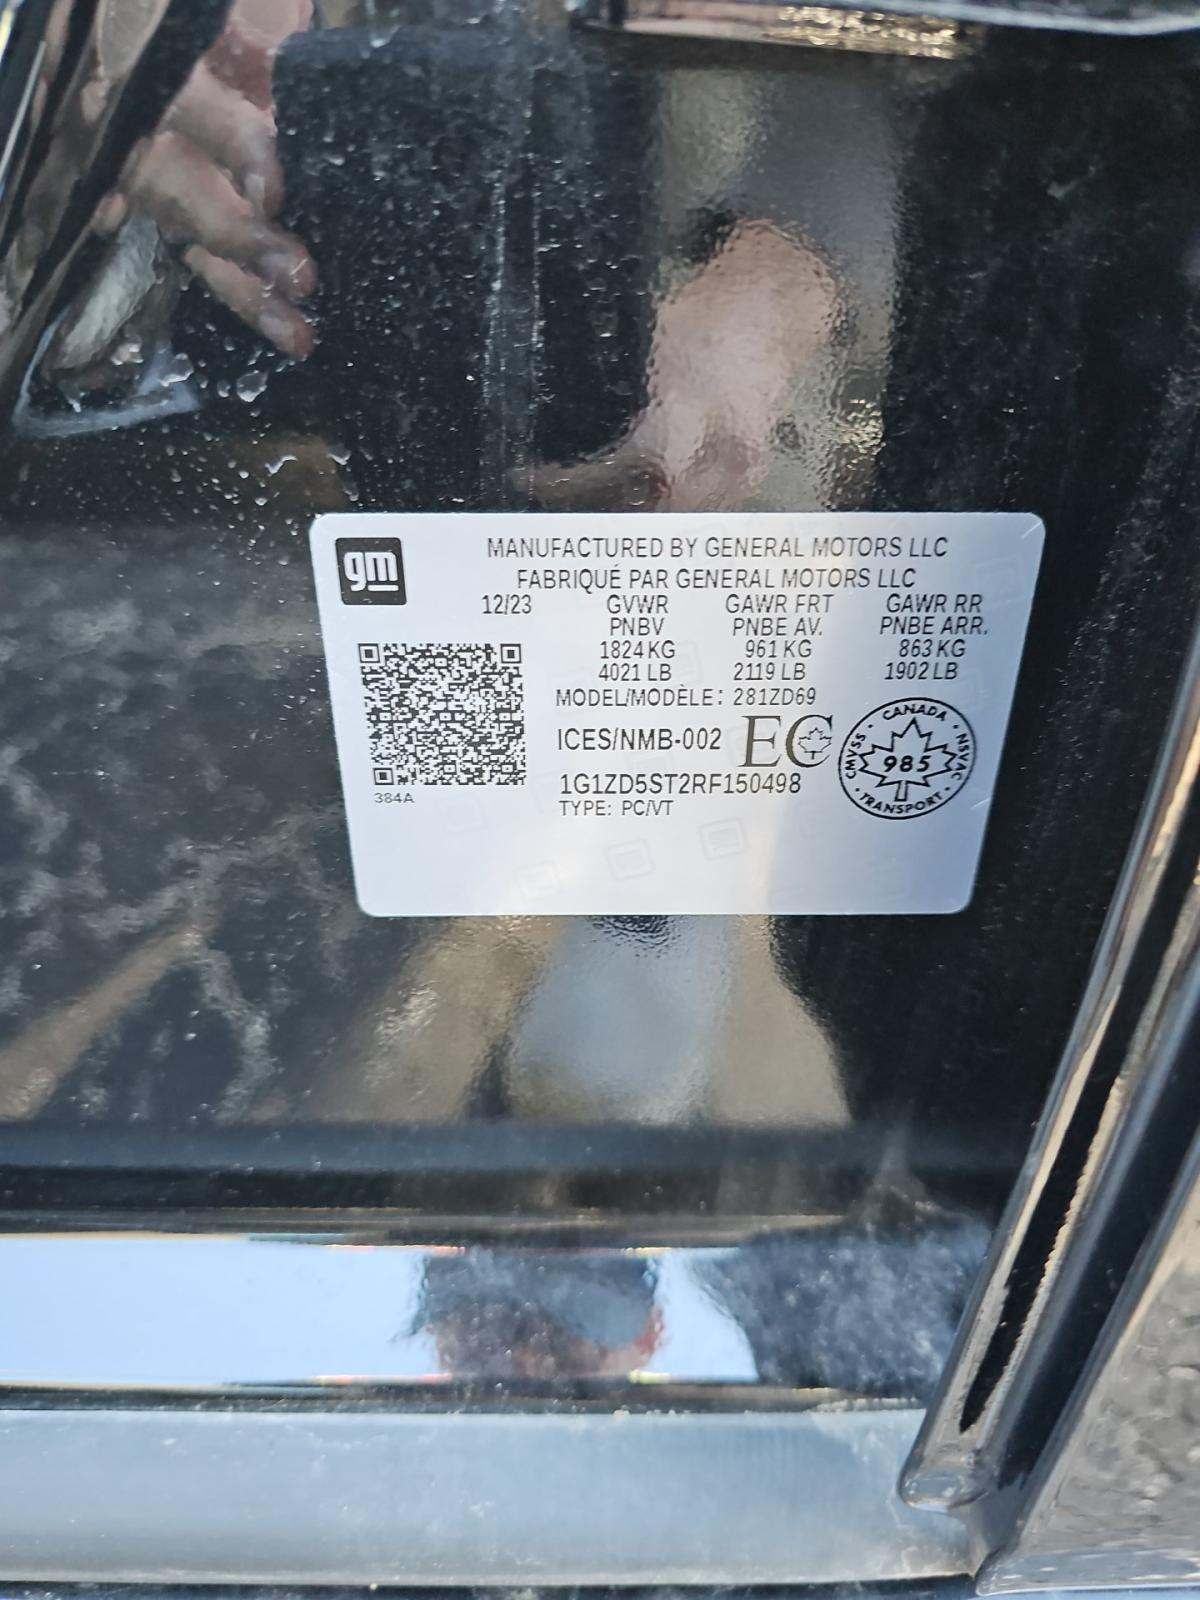 gm
MANUFACTURED BY GENERAL MOTORS LLC
FABRIQUÉ PAR GENERAL MOTORS LLC
12/23 GVWR GAWR FRT GAWR RR
PNBV PNBE AV. PNBE ARR.
1824 KG 961 KG 863 KG
4021 LB 2119 LB 1902 LB
MODEL/MODÈLE: 281ZD69
ICES/NMB-002 EC
1G1ZD5ST2RF150498
TYPE: PC/VT
384A
CANADA
CMVSS 985 NSVAC
TRANSPORT